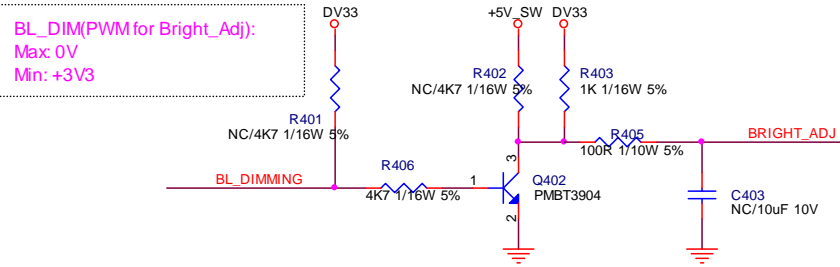 BL_DIM(PWM for Bright_Adj):
Max: 0V
Min: +3V3
DV33
+5V_SW
DV33
R401
NC/4K7 1/16W 5%
R402
NC/4K7 1/16W 5%
R403
1K 1/16W 5%
R405
100R 1/10W 5%
BRIGHT_ADJ
BL_DIMMING
R406
4K7 1/16W 5%
1
3
2
Q402
PMBT3904
C403
NC/10uF 10V